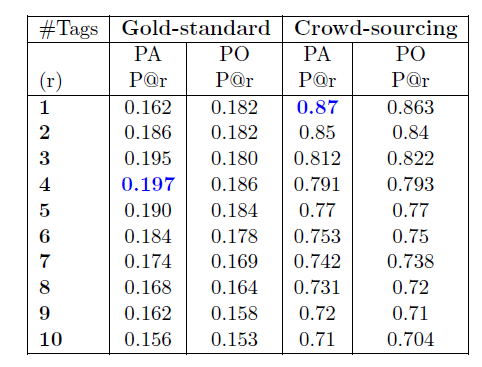 #Tags Gold-standard Crowd-sourcing
PA PO PA PO
(r) P@r P@r P@r P@r
1 0.162 0.182 0.87 0.863
2 0.186 0.182 0.85 0.84
3 0.195 0.180 0.812 0.822
4 0.197 0.186 0.791 0.793
5 0.190 0.184 0.77 0.77
6 0.184 0.178 0.753 0.75
7 0.174 0.169 0.742 0.738
8 0.168 0.164 0.731 0.72
9 0.162 0.158 0.72 0.71
10 0.156 0.153 0.71 0.704